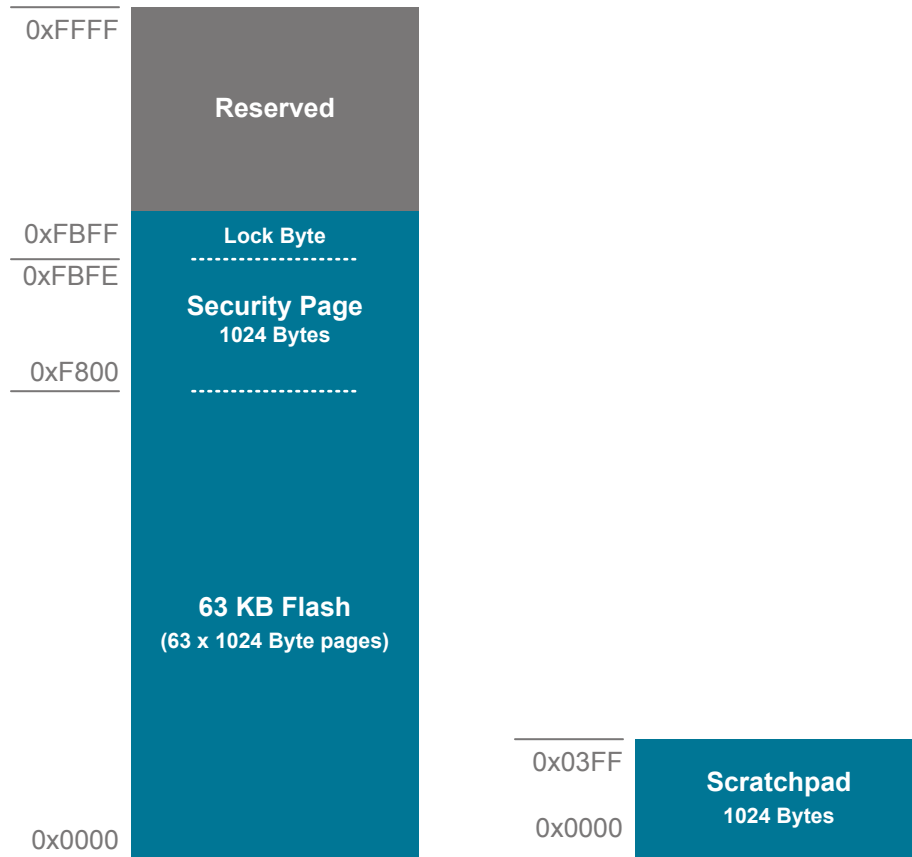 0xFFFF
Reserved
0xFBFF
Lock Byte
0xFBFE
Security Page
1024 Bytes
0xF800
63 KB Flash
(63 x 1024 Byte pages)
0x0000
0x03FF
Scratchpad
1024 Bytes
0x0000